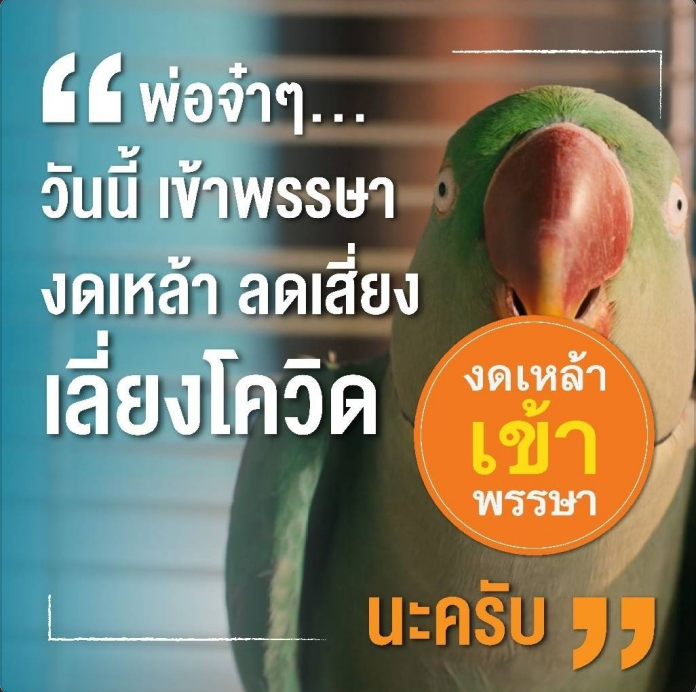 “ พ่อจ๋าๆ...
วันนี้ เข้าพรรษา
งดเหล้า ลดเสี่ยง
เลี่ยงโควิด
งดเหล้า
เข้า
พรรษา
นะครับ ”